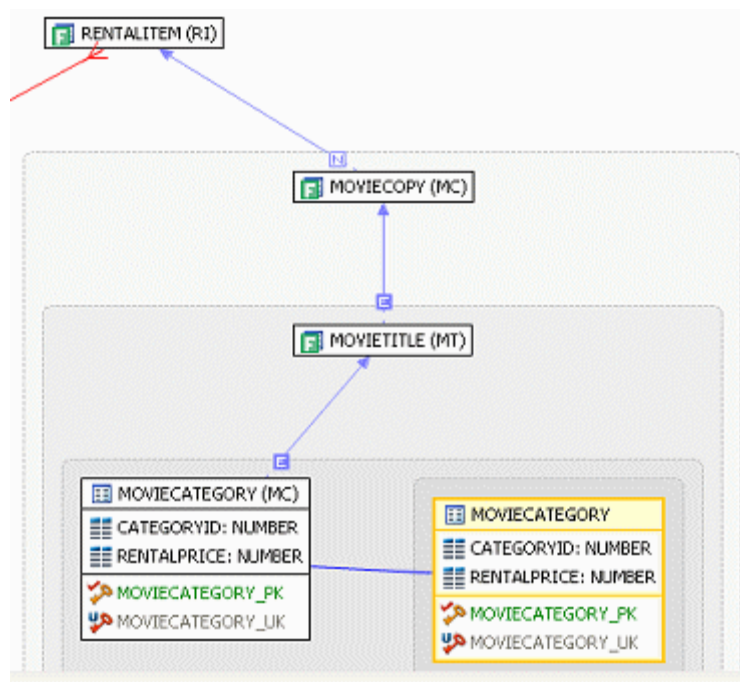 RENTALITEM (RI)
N
MOVIECOPY (MC)
E
MOVIETITLE (MT)
E
MOVIECATEGORY (MC)
CATEGORYID: NUMBER
RENTALPRICE: NUMBER
MOVIECATEGORY_PK
MOVIECATEGORY_UK
MOVIECATEGORY
CATEGORYID: NUMBER
RENTALPRICE: NUMBER
MOVIECATEGORY_PK
MOVIECATEGORY_UK